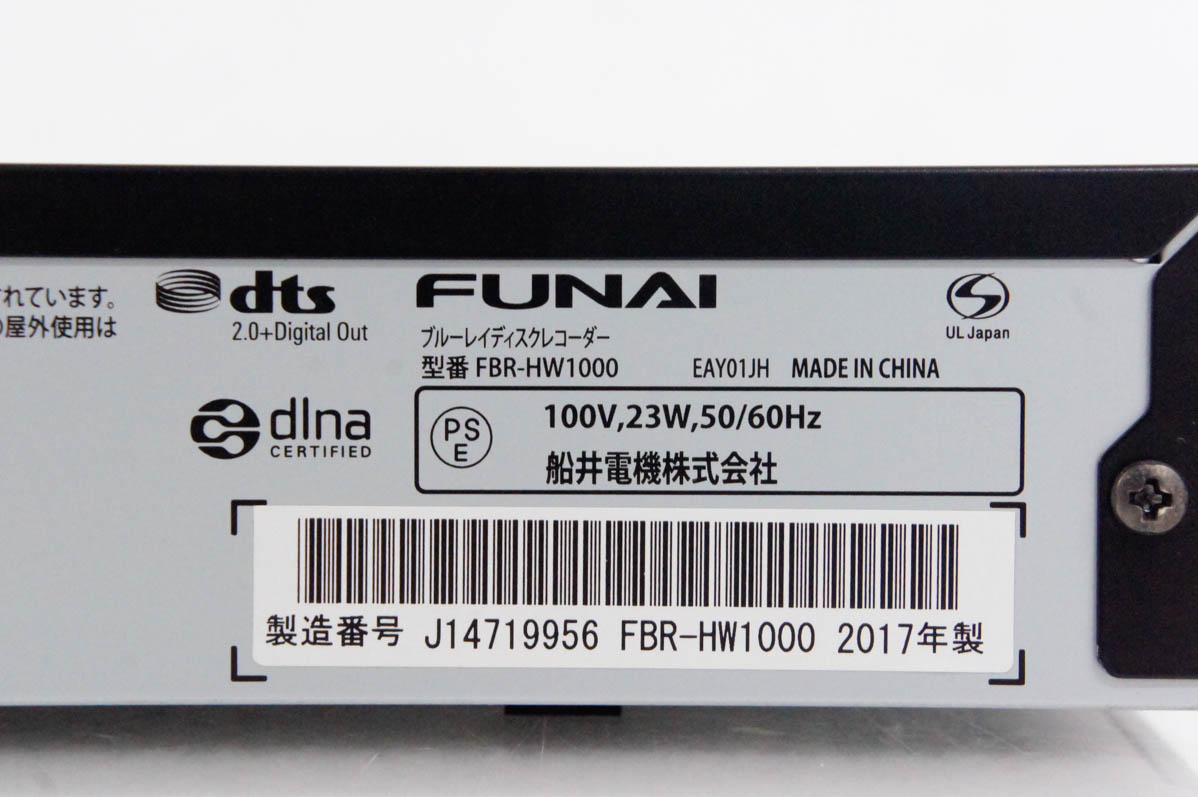 れています。
の屋外使用は
dts
2.0+Digital Out
dlna
CERTIFIED
FUNAI
ブルーレイディスクレコーダー
型番 FBR-HW1000 EAY01JH MADE IN CHINA
S
UL Japan
PS
E
100V,23W,50/60Hz
船井電機株式会社
製造番号 J14719956 FBR-HW1000 2017年製